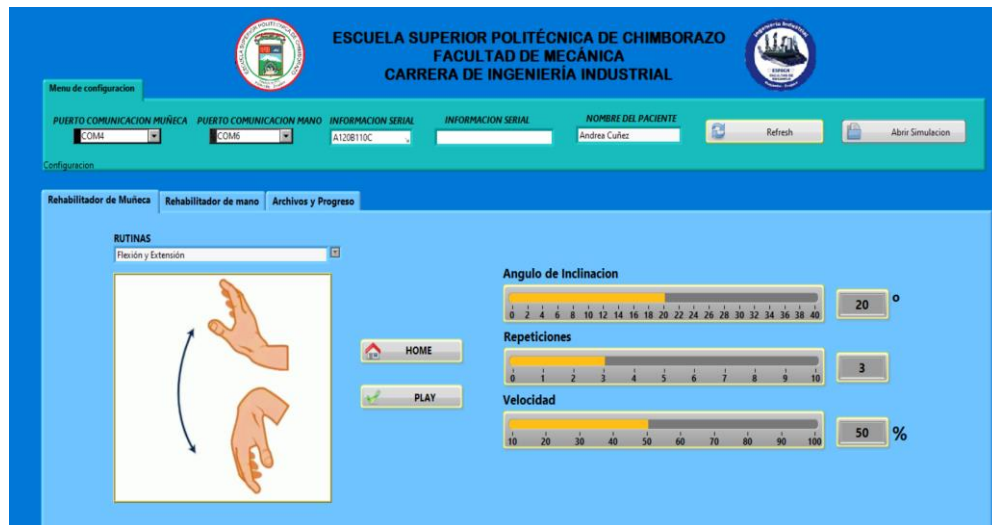 ESCUELA SUPERIOR POLITÉCNICA DE CHIMBORAZO
FACULTAD DE MECÁNICA
CARRERA DE INGENIERÍA INDUSTRIAL
Menu de configuracion
PUERTO COMUNICACION MUÑECA PUERTO COMUNICACION MANO INFORMACION SERIAL INFORMACION SERIAL NOMBRE DEL PACIENTE
COM4 COM6 A120B110C Andrea Cuñez Refresh Abrir Simulacion
Configuracion
Rehabilitador de Muñeca Rehabilitador de mano Archivos y Progreso
RUTINAS
Flexión y Extensión
HOME
PLAY
Angulo de Inclinacion
0 2 4 6 8 10 12 14 16 18 20 22 24 26 28 30 32 34 36 38 40
20 °
Repeticiones
0 1 2 3 4 5 6 7 8 9 10
3
Velocidad
10 20 30 40 50 60 70 80 90 100
50 %